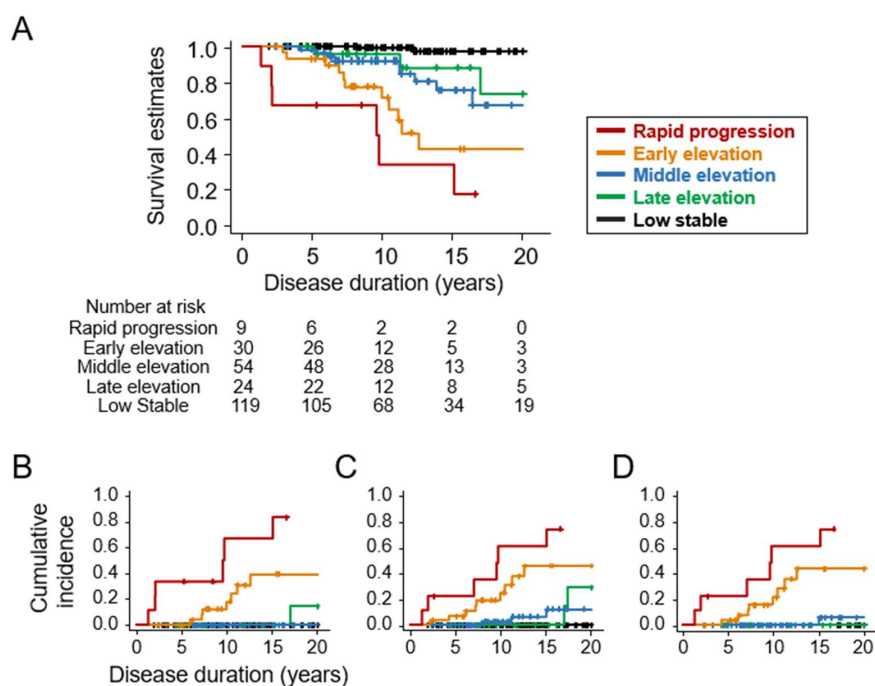 A
Survival estimates
1.0
0.8
0.6
0.4
0.2
0.0
0 5 10 15 20
Disease duration (years)
Rapid progression
Early elevation
Middle elevation
Late elevation
Low stable
Number at risk
Rapid progression 9 6 2 2 0
Early elevation 30 26 12 5 3
Middle elevation 54 48 28 13 3
Late elevation 24 22 12 8 5
Low Stable 119 105 68 34 19
B
Cumulative
incidence
1.0
0.8
0.6
0.4
0.2
0.0
0 5 10 15 20
Disease duration (years)
C
1.0
0.8
0.6
0.4
0.2
0.0
0 5 10 15 20
D
1.0
0.8
0.6
0.4
0.2
0.0
0 5 10 15 20